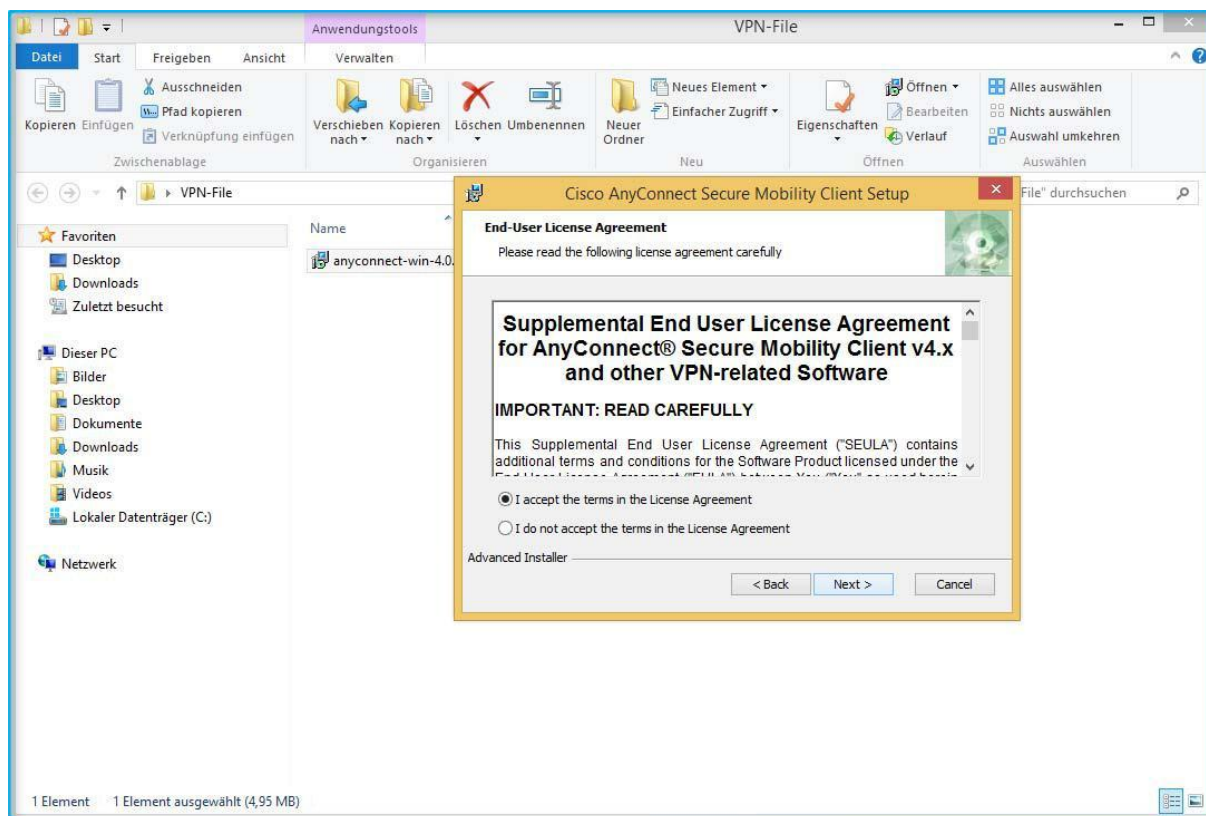 Anwendungstools
VPN-File
Datei Start Freigeben Ansicht Verwalten
Kopieren
Einfügen
Ausschneiden
Pfad kopieren
Verknüpfung einfügen
Zwischenablage
Verschieben nach
Kopieren nach
Löschen
Umbenennen
Organisieren
Neuer Ordner
Neues Element
Einfacher Zugriff
Neu
Eigenschaften
Öffnen
Bearbeiten
Verlauf
Öffnen
Alles auswählen
Nichts auswählen
Auswahl umkehren
Auswählen
VPN-File
File" durchsuchen
Favoriten
Desktop
Downloads
Zuletzt besucht
Dieser PC
Bilder
Desktop
Dokumente
Downloads
Musik
Videos
Lokaler Datenträger (C:)
Netzwerk
Name
anyconnect-win-4.0.
Cisco AnyConnect Secure Mobility Client Setup
End-User License Agreement
Please read the following license agreement carefully
Supplemental End User License Agreement
for AnyConnect® Secure Mobility Client v4.x
and other VPN-related Software
IMPORTANT: READ CAREFULLY
This Supplemental End User License Agreement ("SEULA") contains
additional terms and conditions for the Software Product licensed under the
I accept the terms in the License Agreement
I do not accept the terms in the License Agreement
Advanced Installer
< Back Next > Cancel
1 Element 1 Element ausgewählt (4,95 MB)